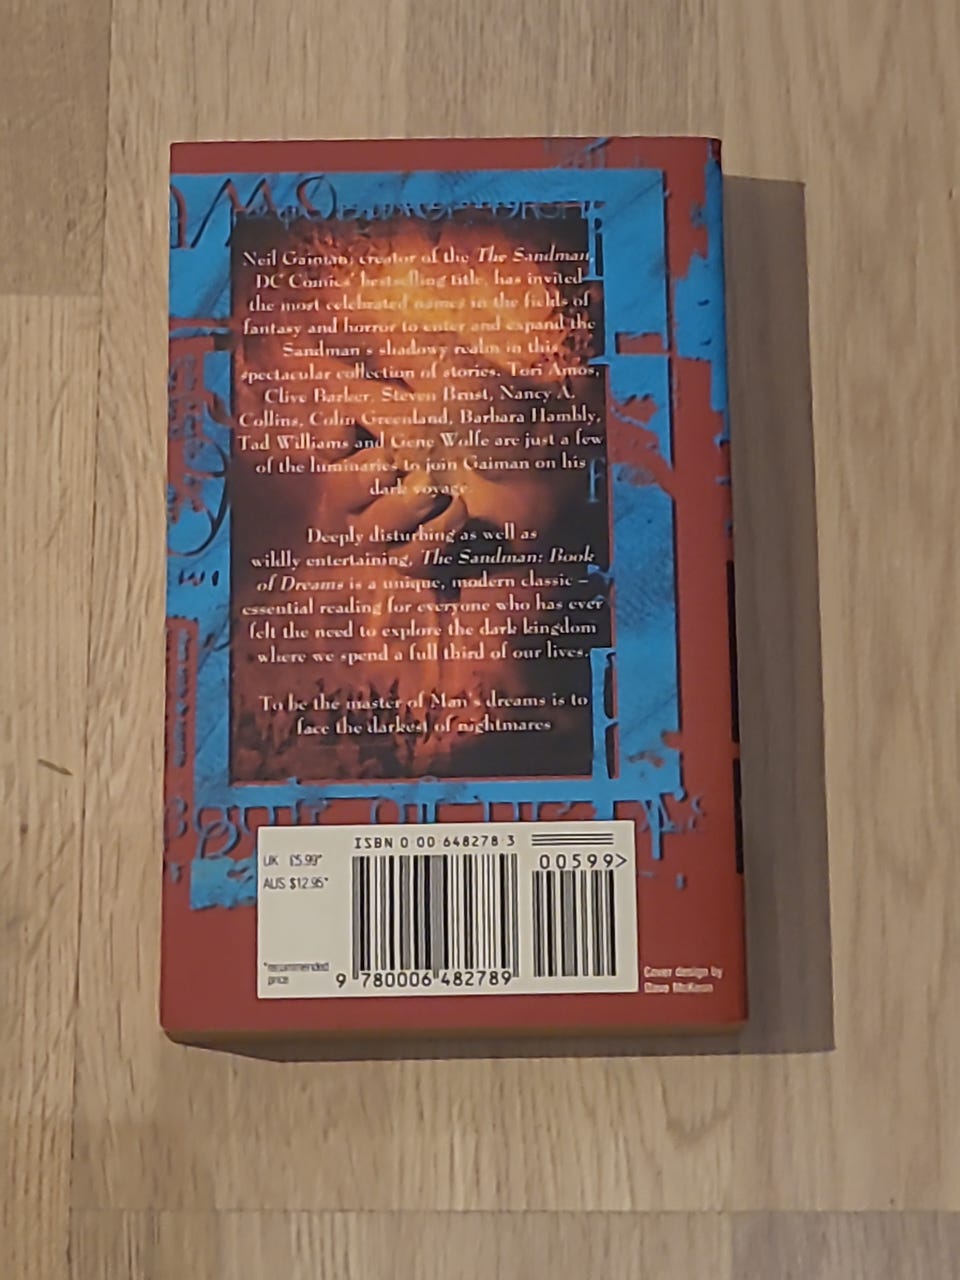 Neil Gaiman, creator of the The Sandman,
DC Comics' bestselling title, has invited
the most celebrated names in the fields of
fantasy and horror to enter and expand the
Sandman's shadowy realm in this
spectacular collection of stories. Tori Amos,
Clive Barker, Steven Brust, Nancy A.
Collins, Colin Greenland, Barbara Hambly,
Tad Williams and Gene Wolfe are just a few
of the luminaries to join Gaiman on his
dark voyage.
Deeply disturbing as well as
wildly entertaining, The Sandman: Book
of Dreams is a unique, modern classic –
essential reading for everyone who has ever
felt the need to explore the dark kingdom
where we spend a full third of our lives.
To be the master of Man's dreams is to
face the darkest of nightmares
ISBN 0 00 648278 3
UK £5.99*
AUS $12.95*
00599>
*recommended
price
9 780006 482789
Cover design by
Dave McKean